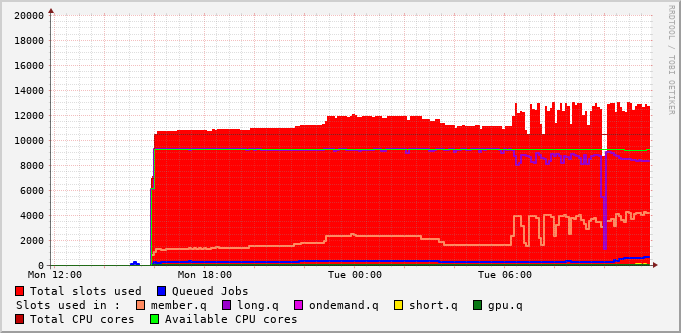 20000
18000
16000
14000
12000
10000
8000
6000
4000
2000
0
Mon 12:00 Mon 18:00 Tue 00:00 Tue 06:00
Total slots used Queued Jobs
Slots used in : member.q long.q ondemand.q short.q gpu.q
Total CPU cores Available CPU cores
RRDTOOL / TOBI OETIKER